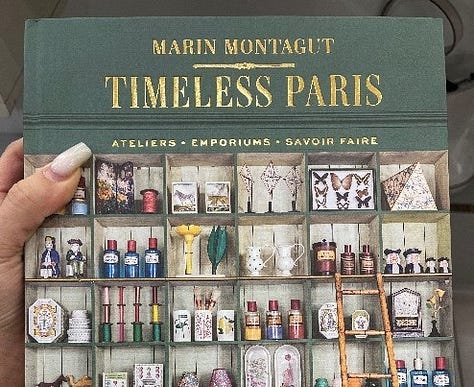 MARIN MONTAGUT
TIMELESS PARIS
ATELIERS • EMPORIUMS • SAVOIR FAIRE